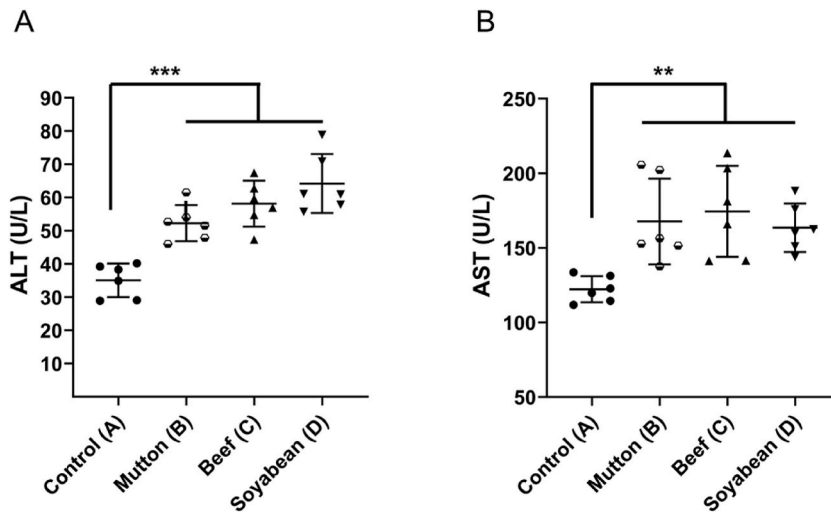 A
***
ALT (U/L)
90
80
70
60
50
40
30
20
10
Control (A)
Mutton (B)
Beef (C)
Soyabean (D)
B
**
AST (U/L)
250
200
150
100
50
Control (A)
Mutton (B)
Beef (C)
Soyabean (D)